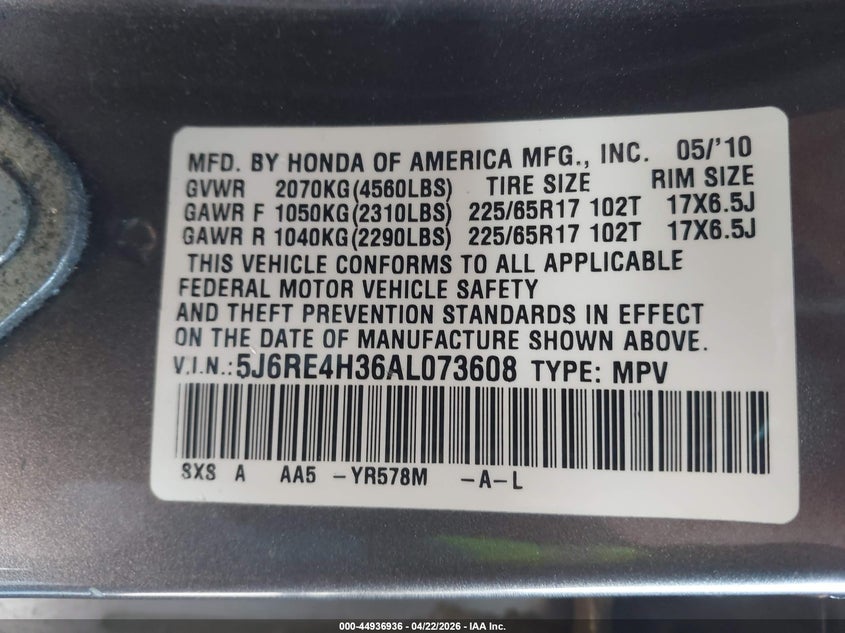 MFD. BY HONDA OF AMERICA MFG., INC. 05/'10
GVWR 2070KG(4560LBS) TIRE SIZE RIM SIZE
GAWR F 1050KG(2310LBS) 225/65R17 102T 17X6.5J
GAWR R 1040KG(2290LBS) 225/65R17 102T 17X6.5J
THIS VEHICLE CONFORMS TO ALL APPLICABLE
FEDERAL MOTOR VEHICLE SAFETY
AND THEFT PREVENTION STANDARDS IN EFFECT
ON THE DATE OF MANUFACTURE SHOWN ABOVE.
V.I.N.:5J6RE4H36AL073608 TYPE: MPV
SXS A AA5 -YR578M -A-L
000-44936936 - 04/22/2026 - IAA Inc.